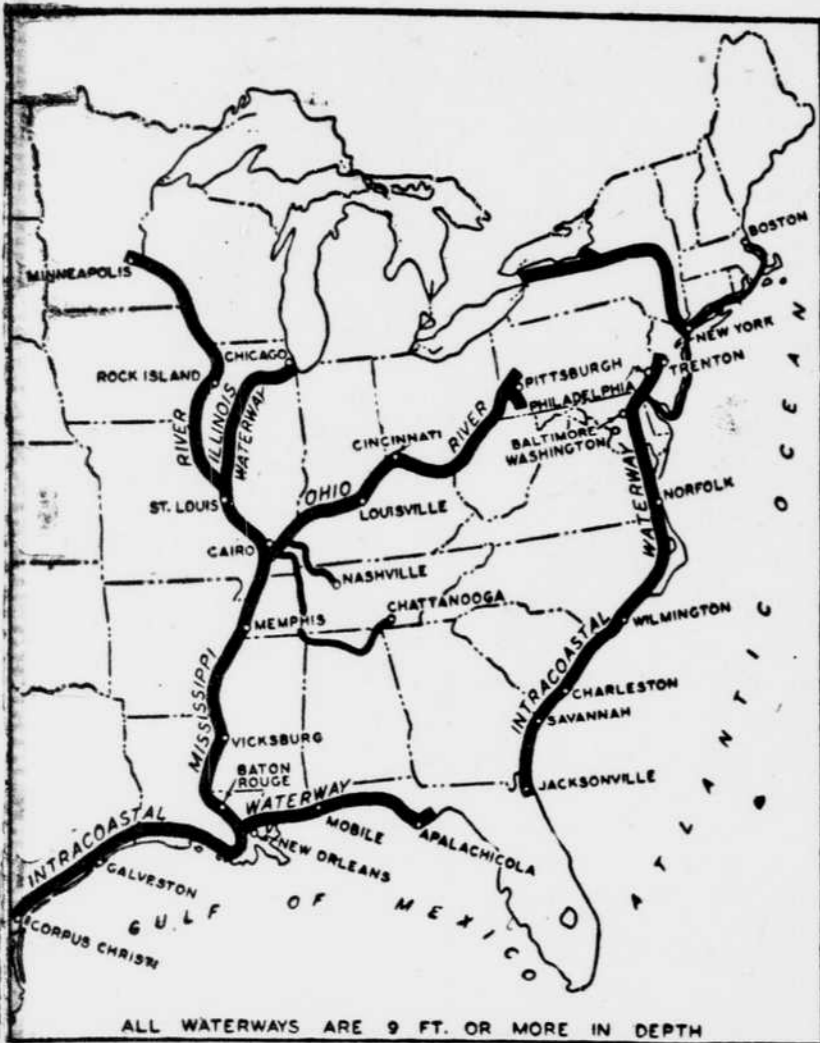 BOSTON
MINNEAPOLIS
NEW YORK
CHICAGO
TRENTON
ROCK ISLAND
PITTSBURGH
PHILADELPHIA
ILLINOIS
WATERWAY
RIVER
CINCINNATI
RIVER
BALTIMORE
WASHINGTON
OHIO
ST. LOUIS
LOUISVILLE
NORFOLK
WATERWAY
CAIRO
NASHVILLE
CHATTANOOGA
MEMPHIS
WILMINGTON
INTRACOASTAL
MISSISSIPPI
CHARLESTON
SAVANNAH
VICKSBURG
BATON
ROUGE
JACKSONVILLE
WATERWAY
MOBILE
APALACHICOLA
INTRACOASTAL
NEW ORLEANS
GALVESTON
CORPUS CHRISTI
GULF OF MEXICO
ATLANTIC OCEAN
ALL WATERWAYS ARE 9 FT. OR MORE IN DEPTH